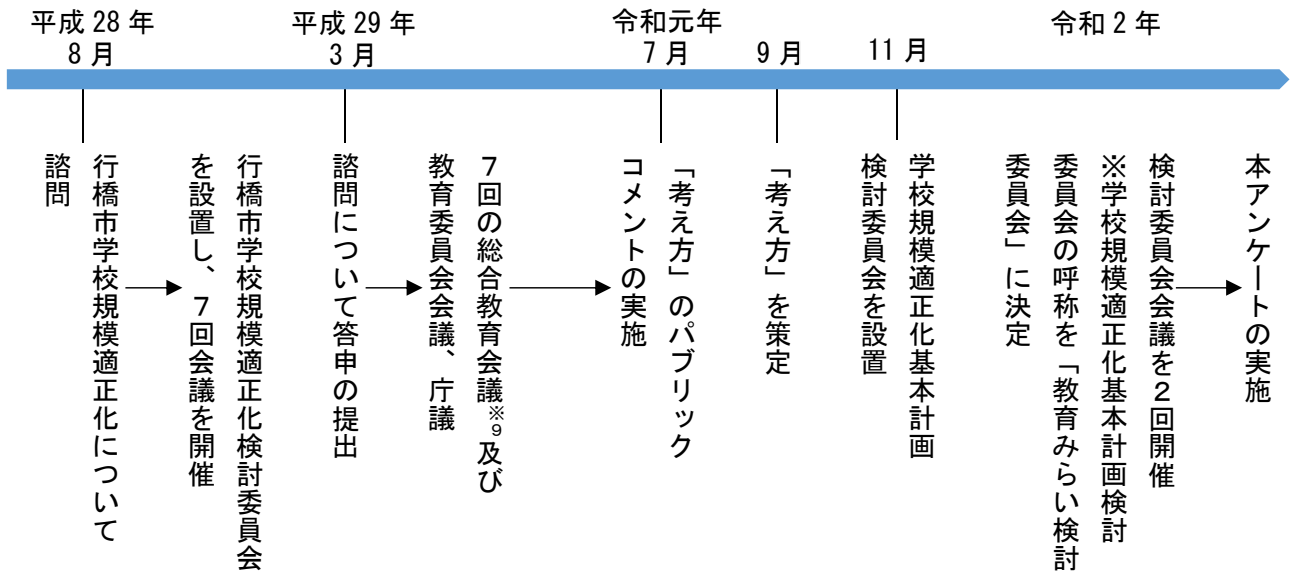 平成 28 年
8 月
平成 29 年
3 月
令和元年
7 月
9 月
11 月
令和 2 年
行橋市学校規模適正化について
諮問
行橋市学校規模適正化検討委員会
を設置し、７回会議を開催
諮問について答申の提出
７回の総合教育会議※9及び
教育委員会会議、庁議
「考え方」のパブリック
コメントの実施
「考え方」を策定
学校規模適正化基本計画
検討委員会を設置
検討委員会会議を２回開催
※学校規模適正化基本計画検討
委員会の呼称を「教育みらい検討
委員会」に決定
本アンケートの実施